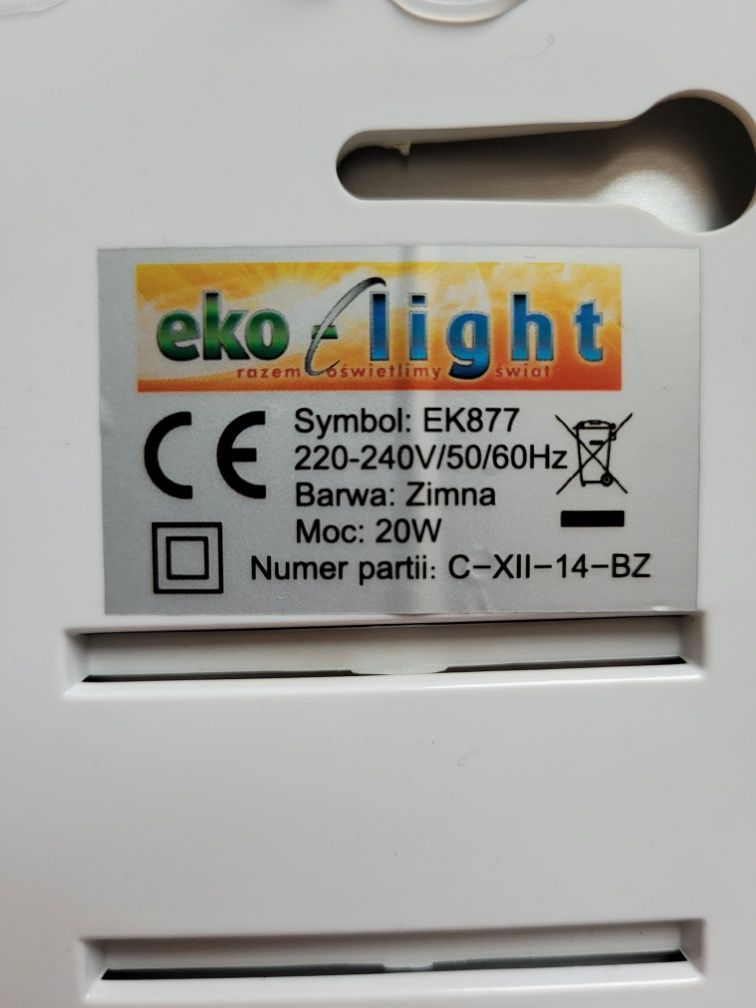 eko-light
razem oświetlimy świat
CE
Symbol: EK877
220-240V/50/60Hz
Barwa: Zimna
Moc: 20W
Numer partii: C-XII-14-BZ